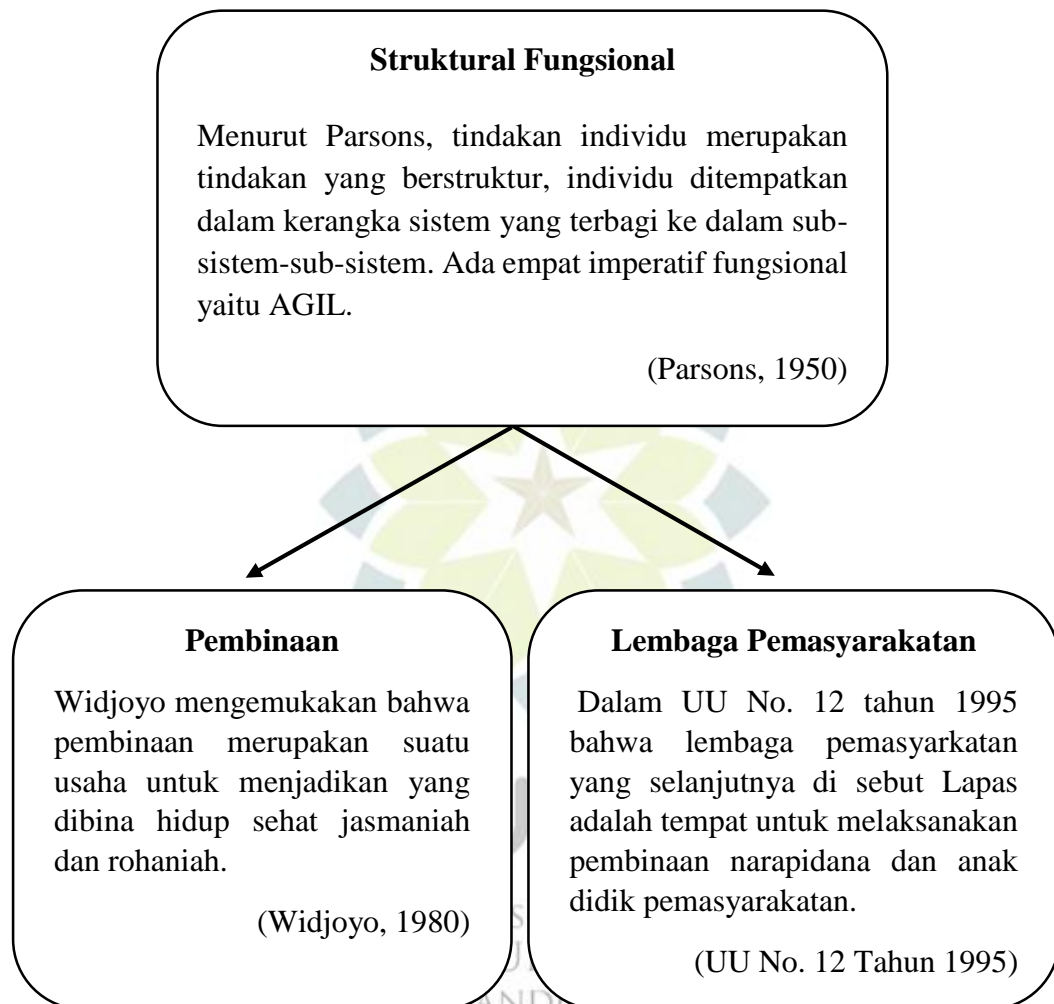 Struktural Fungsional
Menurut Parsons, tindakan individu merupakan
tindakan yang berstruktur, individu ditempatkan
dalam kerangka sistem yang terbagi ke dalam sub-
sistem-sub-sistem. Ada empat imperatif fungsional
yaitu AGIL.
(Parsons, 1950)
Pembinaan
Widjoyo mengemukakan bahwa
pembinaan merupakan suatu
usaha untuk menjadikan yang
dibina hidup sehat jasmaniah
dan rohaniah.
(Widjoyo, 1980)
Lembaga Pemasyarakatan
Dalam UU No. 12 tahun 1995
bahwa lembaga pemasyarkatan
yang selanjutnya di sebut Lapas
adalah tempat untuk melaksanakan
pembinaan narapidana dan anak
didik pemasyarakatan.
(UU No. 12 Tahun 1995)